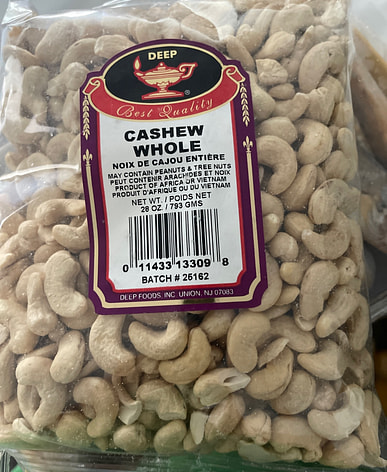 DEEP
®
Best Quality
CASHEW
WHOLE
NOIX DE CAJOU ENTIÈRE
MAY CONTAIN PEANUTS & TREE NUTS
PEUT CONTENIR ARACHIDES ET NOIX
PRODUCT OF AFRICA OR VIETNAM
PRODUIT D'AFRIQUE OU DU VIETNAM
NET WT. / POIDS NET
28 OZ. / 793 GMS
0 11433 13309 8
BATCH # 25162
DEEP FOODS, INC. UNION, NJ 07083